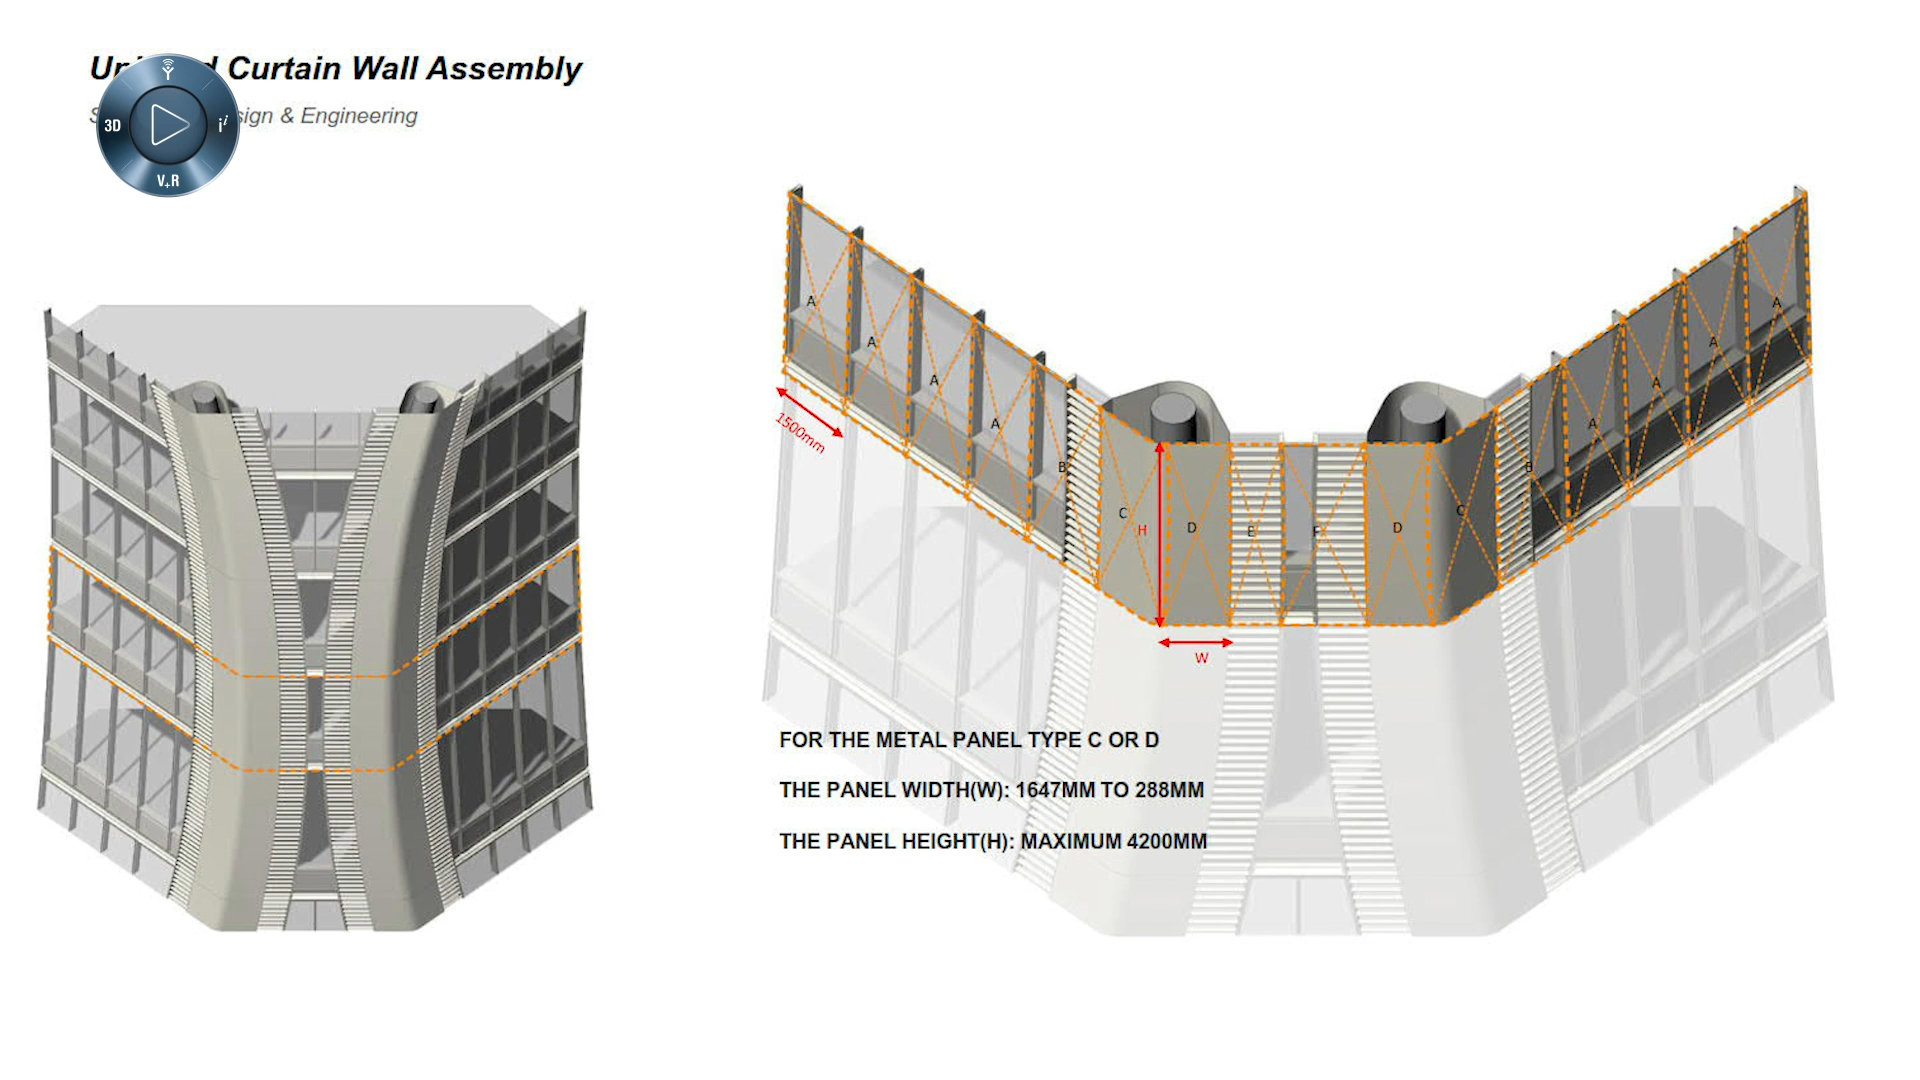 Curtain Wall Assembly
& Engineering
3D
V+R
A
A
A
A
B
C
D
E
F
D
C
B
A
A
A
A
1500mm
H
W
FOR THE METAL PANEL TYPE C OR D
THE PANEL WIDTH(W): 1647MM TO 288MM
THE PANEL HEIGHT(H): MAXIMUM 4200MM